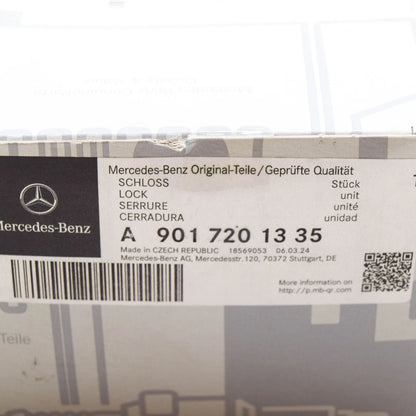 Mercedes-Benz Original-Teile/Geprüfte Qualität
SCHLOSS Stück
LOCK unit
SERRURE unité
CERRADURA unidad
Mercedes-Benz
A 901 720 13 35
Made in CZECH REPUBLIC 18569053 06.03.24
Mercedes-Benz AG, Mercedesstr. 120, 70372 Stuttgart, DE
More information on
http://p.mb-qr.com
Teile